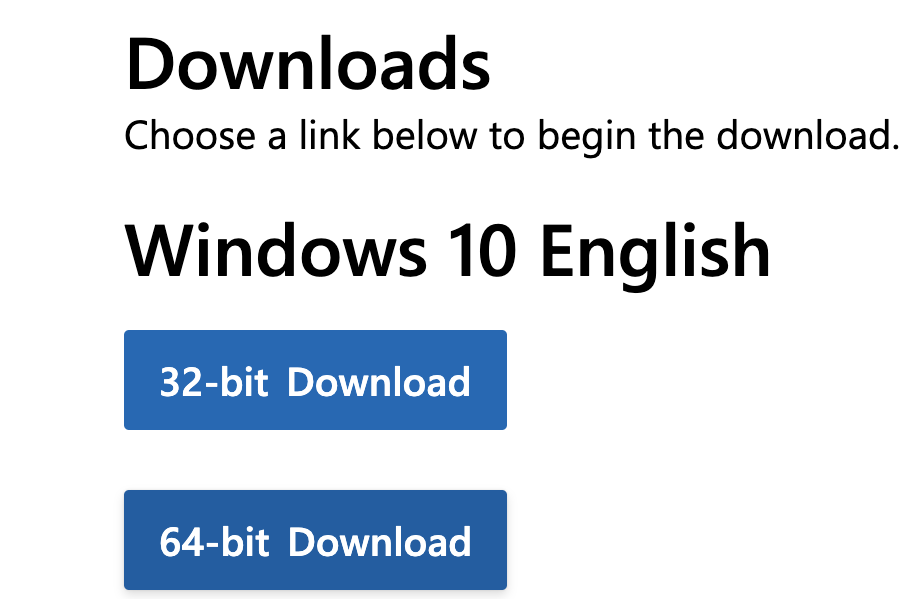 Downloads
Choose a link below to begin the download.
Windows 10 English
32-bit Download
64-bit Download